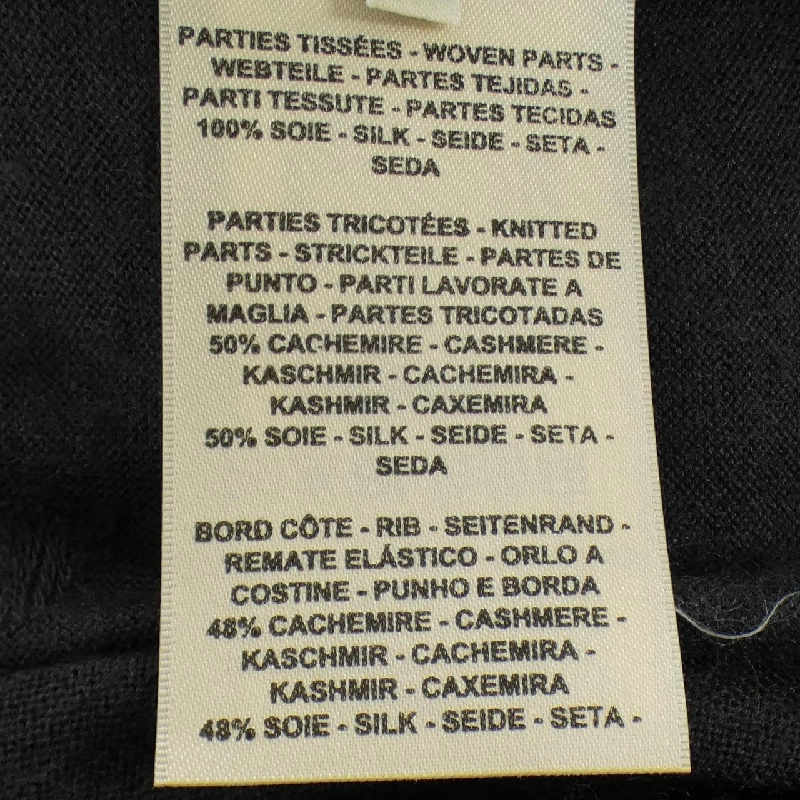 PARTIES TISSÉES - WOVEN PARTS -
WEBTEILE - PARTES TEJIDAS -
PARTI TESSUTE - PARTES TECIDAS
100% SOIE - SILK - SEIDE - SETA -
SEDA
PARTIES TRICOTÉES - KNITTED
PARTS - STRICKTEILE - PARTES DE
PUNTO - PARTI LAVORATE A
MAGLIA - PARTES TRICOTADAS
50% CACHEMIRE - CASHMERE -
KASCHMIR - CACHEMIRA -
KASHMIR - CAXEMIRA
50% SOIE - SILK - SEIDE - SETA -
SEDA
BORD CÔTE - RIB - SEITENRAND -
REMATE ELÁSTICO - ORLO A
COSTINE - PUNHO E BORDA
48% CACHEMIRE - CASHMERE -
KASCHMIR - CACHEMIRA -
KASHMIR - CAXEMIRA
48% SOIE - SILK - SEIDE - SETA -